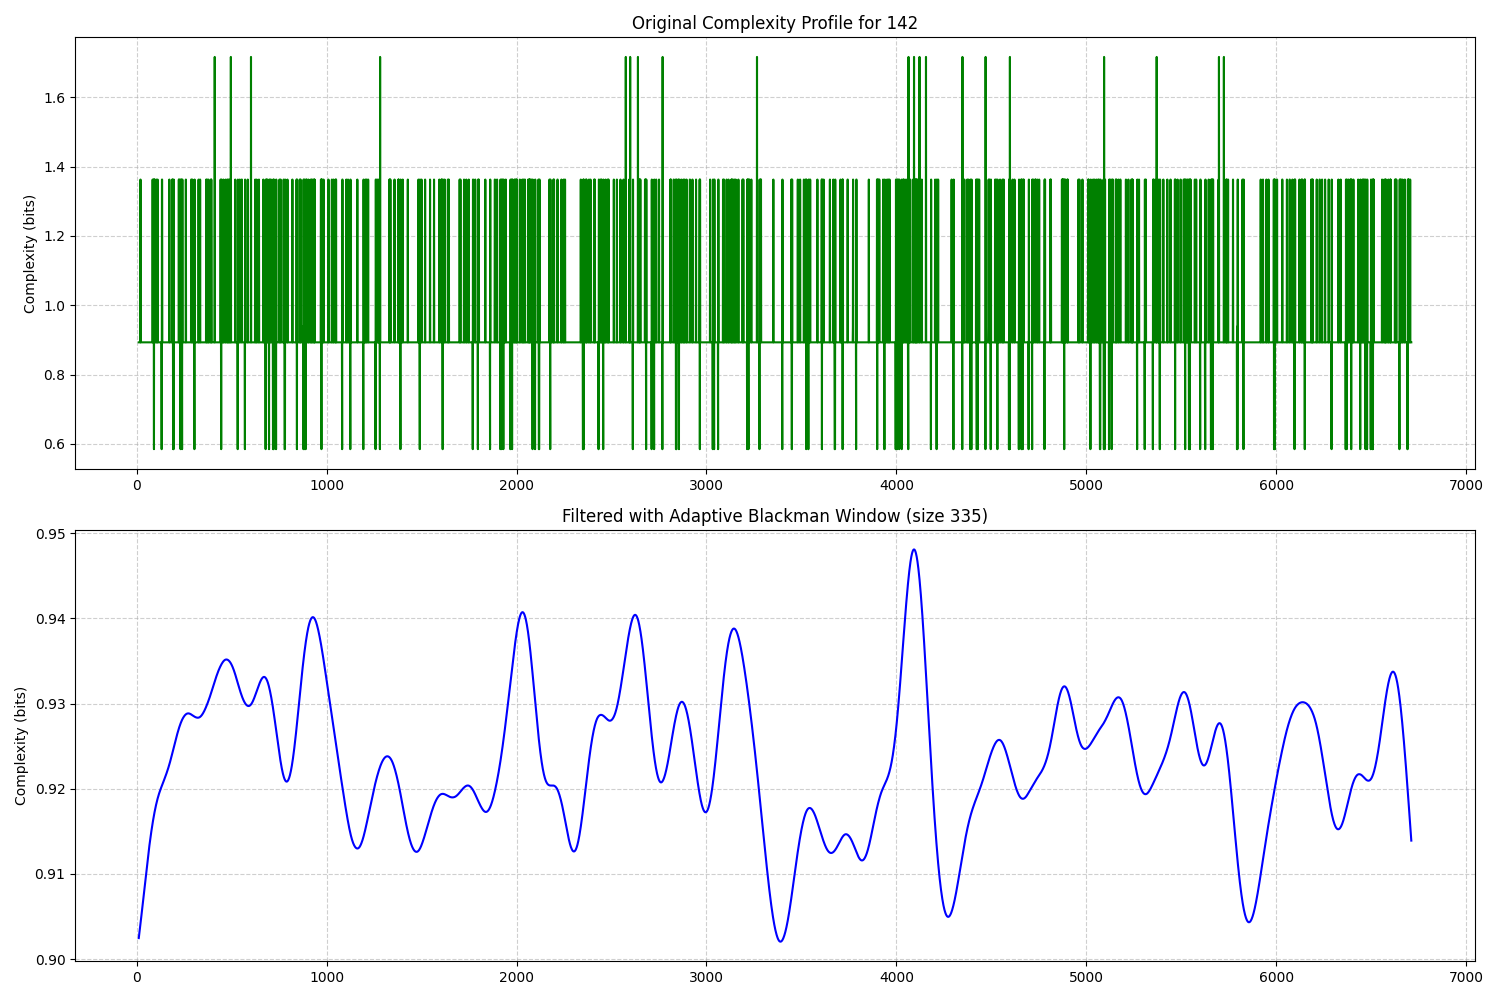 Original Complexity Profile for 142
Complexity (bits)
1.6
1.4
1.2
1.0
0.8
0.6
0 1000 2000 3000 4000 5000 6000 7000
Filtered with Adaptive Blackman Window (size 335)
Complexity (bits)
0.95
0.94
0.93
0.92
0.91
0.90
0 1000 2000 3000 4000 5000 6000 7000